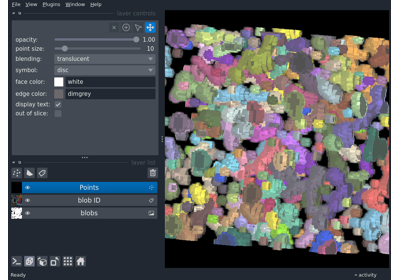 File View Plugins Window Help
layer controls
opacity: 1.00
point size: 10
blending: translucent
symbol: disc
face color: white
edge color: dimgrey
display text:
out of slice:
layer list
Points
blob ID
blobs
Ready
activity